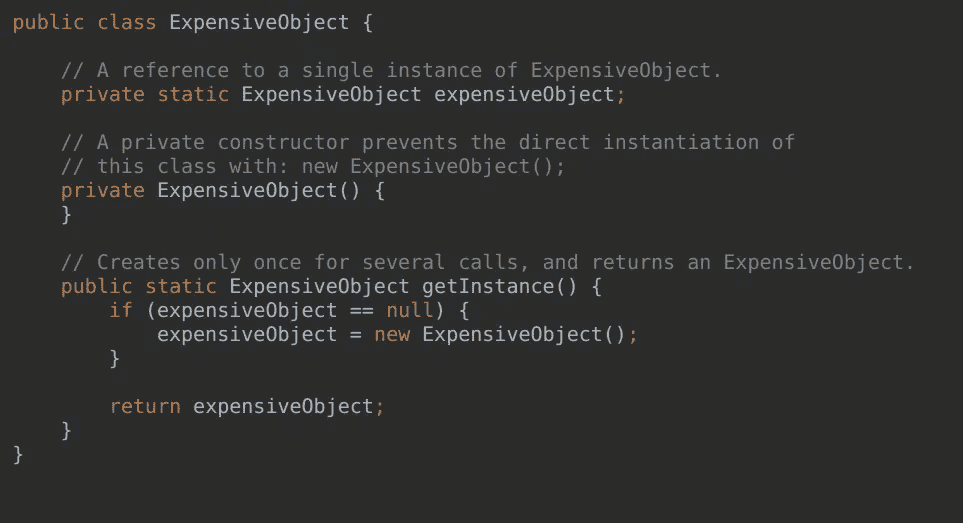 public class ExpensiveObject {
// A reference to a single instance of ExpensiveObject.
private static ExpensiveObject expensiveObject;
// A private constructor prevents the direct instantiation of
// this class with: new ExpensiveObject();
private ExpensiveObject() {
}
// Creates only once for several calls, and returns an ExpensiveObject.
public static ExpensiveObject getInstance() {
if (expensiveObject == null) {
expensiveObject = new ExpensiveObject();
}
return expensiveObject;
}
}